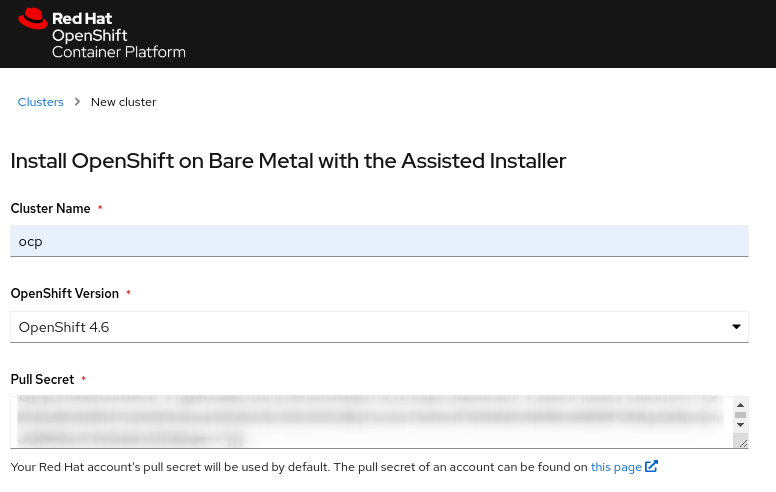 Red Hat
OpenShift
Container Platform
Clusters > New cluster
Install OpenShift on Bare Metal with the Assisted Installer
Cluster Name *
ocp
OpenShift Version *
OpenShift 4.6
Pull Secret *
Your Red Hat account's pull secret will be used by default. The pull secret of an account can be found on this page